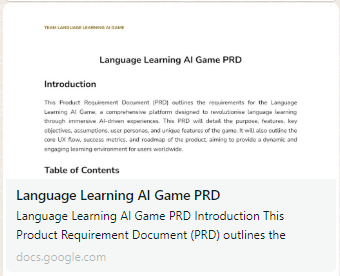 TEAM LANGUAGE LEARNING AI GAME
Language Learning AI Game PRD
Introduction
This Product Requirement Document (PRD) outlines the requirements for the Language
Learning AI Game, a comprehensive platform designed to revolutionise language learning
through immersive AI-driven experiences. This PRD will detail the purpose, features, key
objectives, assumptions, user personas, and unique features of the game. It will also outline the
core UX flow, success metrics, and roadmap of the product, aiming to provide a dynamic and
engaging learning environment for users worldwide.
Table of Contents
Language Learning AI Game PRD
Language Learning AI Game PRD Introduction This
Product Requirement Document (PRD) outlines the
docs.google.com